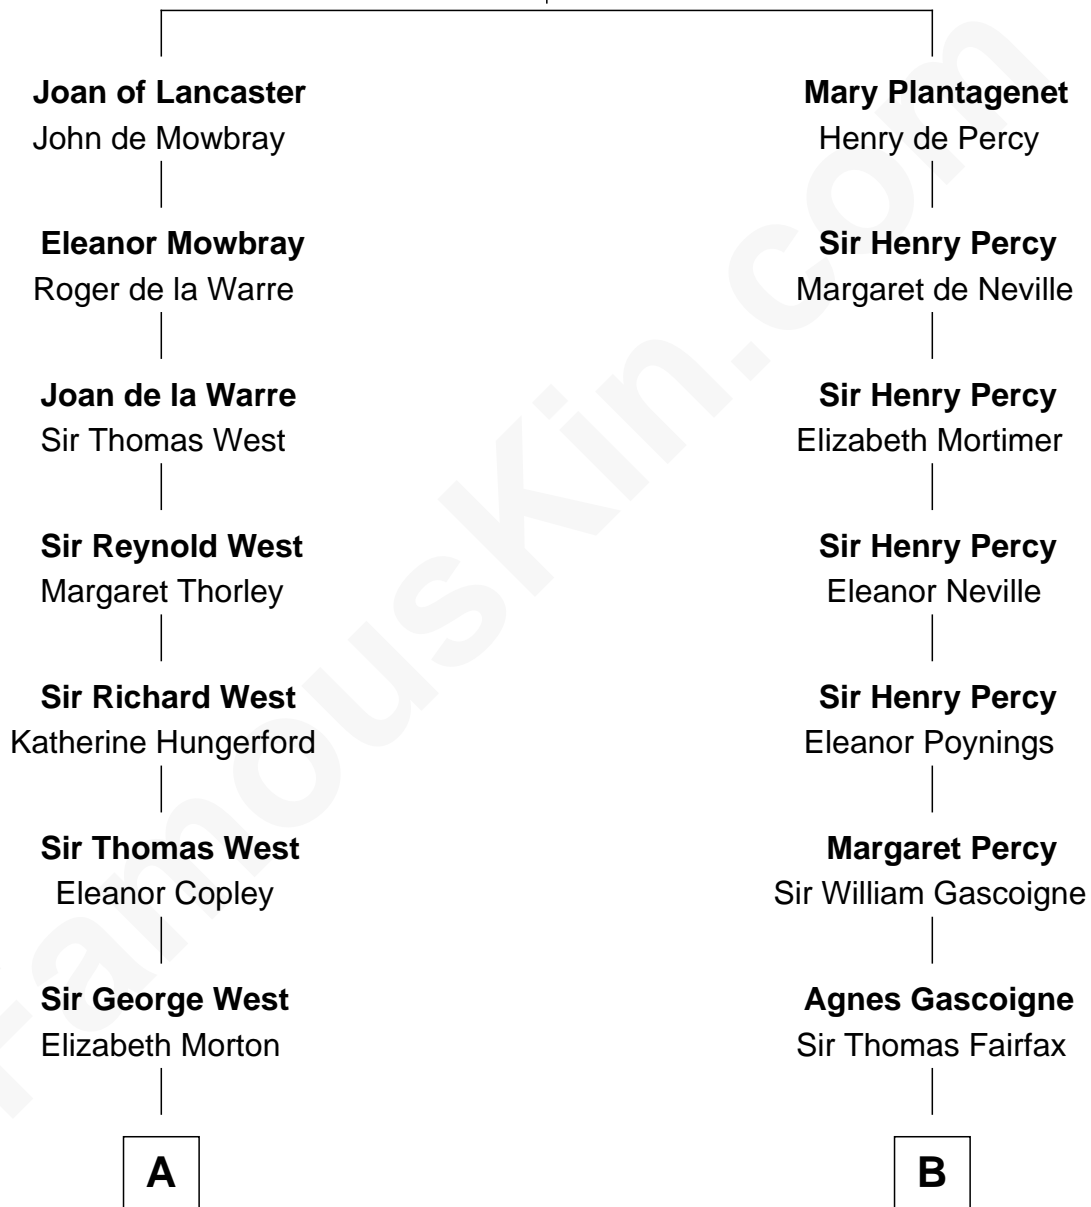 Joan of Lancaster
John de Mowbray
Eleanor Mowbray
Roger de la Warre
Joan de la Warre
Sir Thomas West
Sir Reynold West
Margaret Thorley
Sir Richard West
Katherine Hungerford
Sir Thomas West
Eleanor Copley
Sir George West
Elizabeth Morton
A
Mary Plantagenet
Henry de Percy
Sir Henry Percy
Margaret de Neville
Sir Henry Percy
Elizabeth Mortimer
Sir Henry Percy
Eleanor Neville
Sir Henry Percy
Eleanor Poynings
Margaret Percy
Sir William Gascoigne
Agnes Gascoigne
Sir Thomas Fairfax
B
FamousKin.com